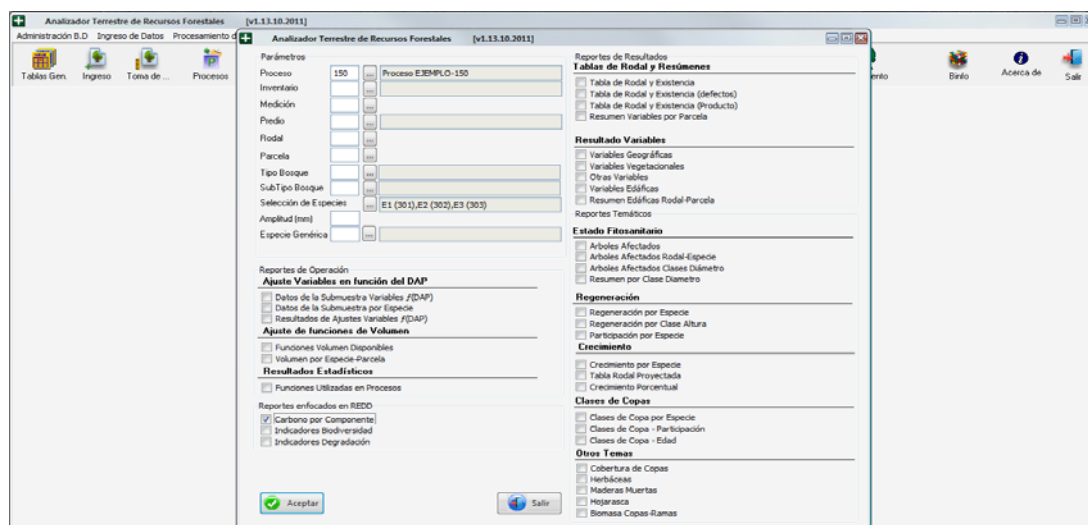 Analizador Terrestre de Recursos Forestales [v1.13.10.2011]
Administración B.D Ingreso de Datos Procesamiento d
Tablas Gen. Ingreso Toma de ... Procesos
ento Binfo Acerca de Salir
Analizador Terrestre de Recursos Forestales [v1.13.10.2011]
Parámetros
Proceso 150 ... Proceso EJEMPLO-150
Inventario ...
Medición ...
Predio ...
Rodal ...
Parcela ...
Tipo Bosque ...
SubTipo Bosque ...
Selección de Especies ... E1 (301),E2 (302),E3 (303)
Amplitud (mm)
Especie Genérica ...
Reportes de Operación
Ajuste Variables en función del DAP
Datos de la Submuestra Variables ƒ(DAP)
Datos de la Submuestra por Especie
Resultados de Ajustes Variables ƒ(DAP)
Ajuste de funciones de Volumen
Funciones Volumen Disponibles
Volumen por Especie-Parcela
Resultados Estadísticos
Funciones Utilizadas en Procesos
Reportes enfocados en REDD
Carbono por Componente
Indicadores Biodiversidad
Indicadores Degradación
Aceptar
Salir
Reportes de Resultados
Tablas de Rodal y Resúmenes
Tabla de Rodal y Existencia
Tabla de Rodal y Existencia (defectos)
Tabla de Rodal y Existencia (Producto)
Resumen Variables por Parcela
Resultado Variables
Variables Geográficas
Variables Vegetacionales
Otras Variables
Variables Edáficas
Resumen Edáficas Rodal-Parcela
Reportes Temáticos
Estado Fitosanitario
Arboles Afectados
Arboles Afectados Rodal-Especie
Arboles Afectados Clases Diámetro
Resumen por Clase Diametro
Regeneración
Regeneración por Especie
Regeneración por Clase Altura
Participación por Especie
Crecimiento
Crecimiento por Especie
Tabla Rodal Proyectada
Crecimiento Porcentual
Clases de Copas
Clases de Copa por Especie
Clases de Copa - Participación
Clases de Copa - Edad
Otros Temas
Cobertura de Copas
Herbáceas
Maderas Muertas
Hojarasca
Biomasa Copas-Ramas